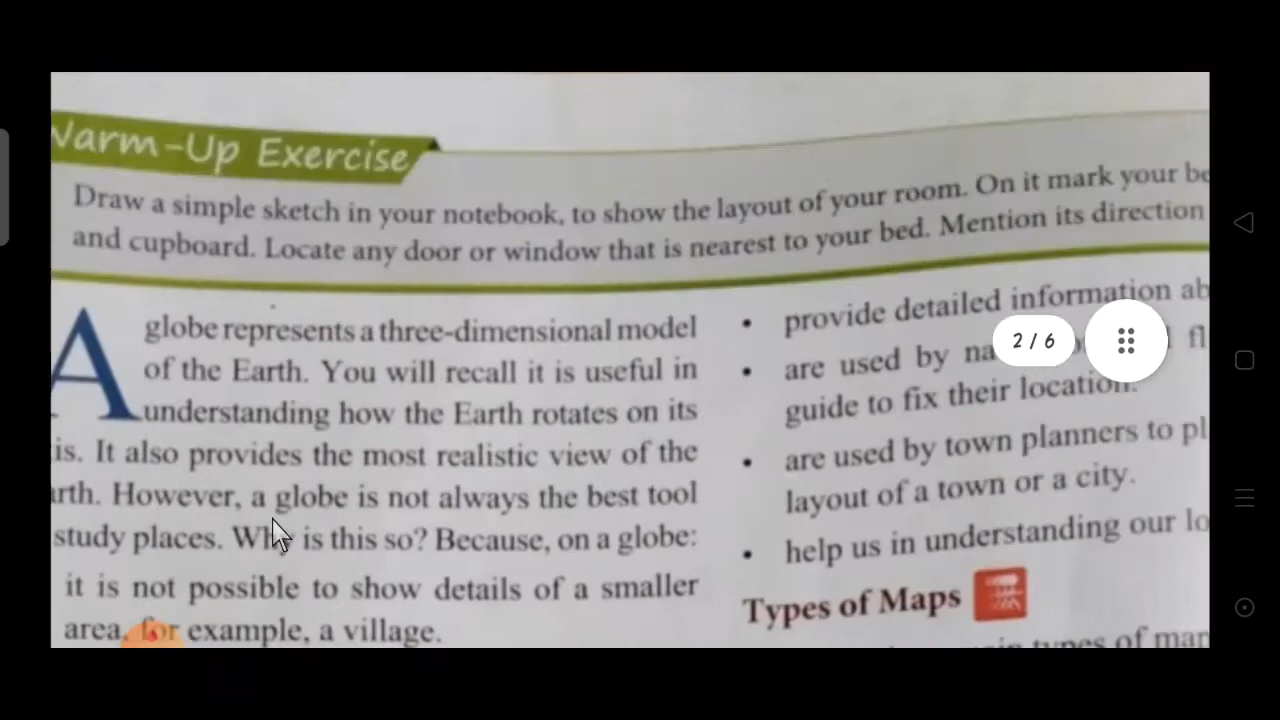 Warm-Up Exercise
Draw a simple sketch in your notebook, to show the layout of your room. On it mark your
and cupboard. Locate any door or window that is nearest to your bed. Mention its direction
A globe represents a three-dimensional model
of the Earth. You will recall it is useful in
understanding how the Earth rotates on its
is. It also provides the most realistic view of the
rth. However, a globe is not always the best tool
study places. Why is this so? Because, on a globe:
it is not possible to show details of a smaller
area, for example, a village.
• provide detailed information
• are used by
guide to fix their location.
• are used by town planners to
layout of a town or a city.
• help us in understanding our
Types of Maps
types of
2 / 6